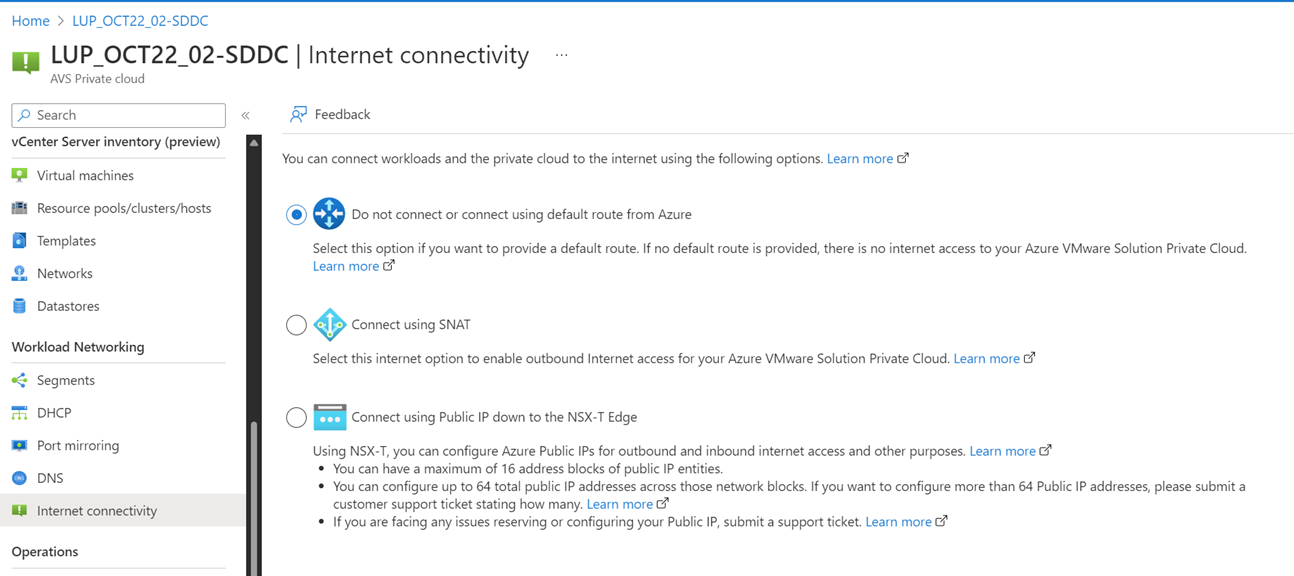 Home > LUP_OCT22_02-SDDC
LUP_OCT22_02-SDDC | Internet connectivity ...
AVS Private cloud
Search «
vCenter Server inventory (preview)
Virtual machines
Resource pools/clusters/hosts
Templates
Networks
Datastores
Workload Networking
Segments
DHCP
Port mirroring
DNS
Internet connectivity
Operations
Feedback
You can connect workloads and the private cloud to the internet using the following options. Learn more
Do not connect or connect using default route from Azure
Select this option if you want to provide a default route. If no default route is provided, there is no internet access to your Azure VMware Solution Private Cloud.
Learn more
Connect using SNAT
Select this internet option to enable outbound Internet access for your Azure VMware Solution Private Cloud. Learn more
Connect using Public IP down to the NSX-T Edge
Using NSX-T, you can configure Azure Public IPs for outbound and inbound internet access and other purposes. Learn more
• You can have a maximum of 16 address blocks of public IP entities.
• You can configure up to 64 total public IP addresses across those network blocks. If you want to configure more than 64 Public IP addresses, please submit a
customer support ticket stating how many. Learn more
• If you are facing any issues reserving or configuring your Public IP, submit a support ticket. Learn more